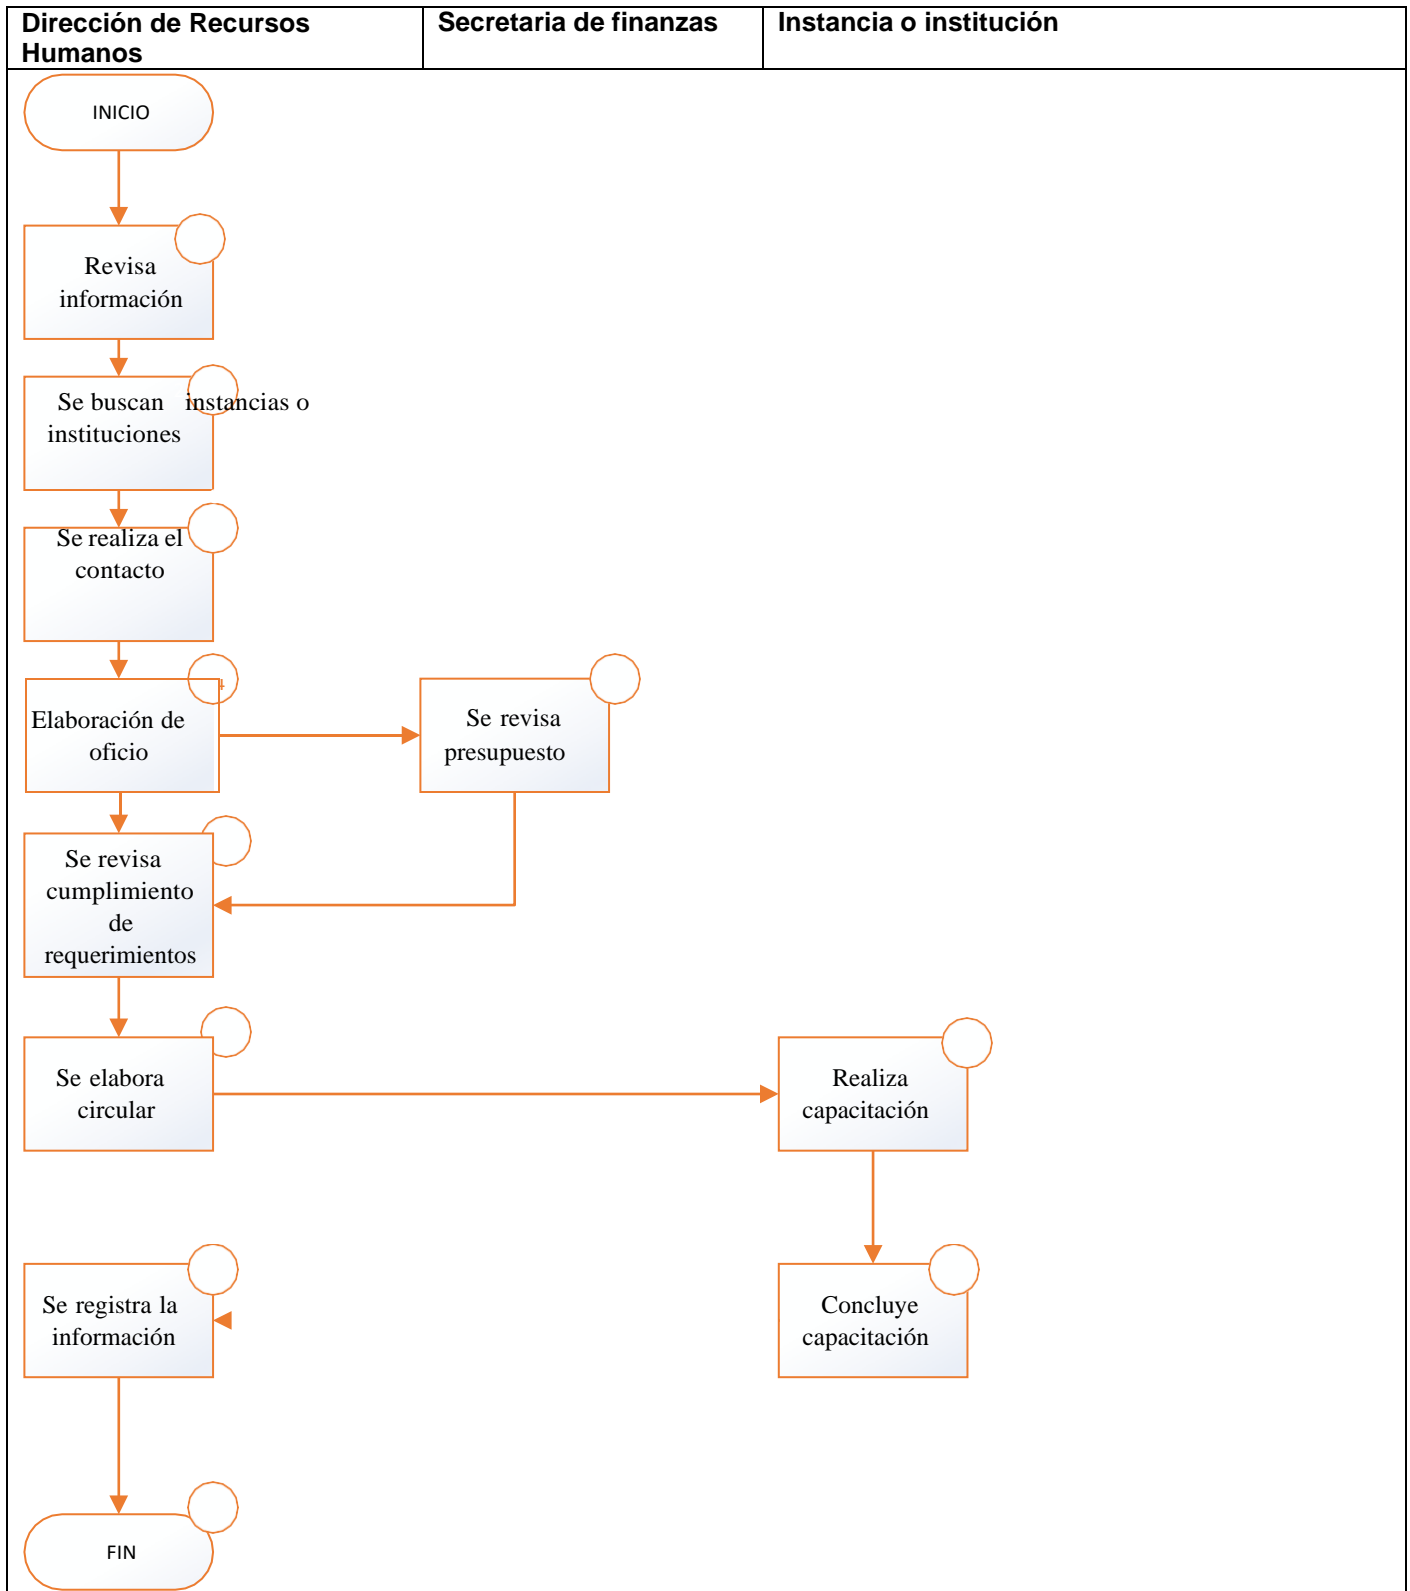 Dirección de Recursos
Humanos
Secretaria de finanzas
Instancia o institución
INICIO
Revisa
información
Se buscan instancias o
instituciones
Se realiza el
contacto
Elaboración de
oficio
Se revisa
presupuesto
Se revisa
cumplimiento
de
requerimientos
Se elabora
circular
Realiza
capacitación
Se registra la
información
Concluye
capacitación
FIN